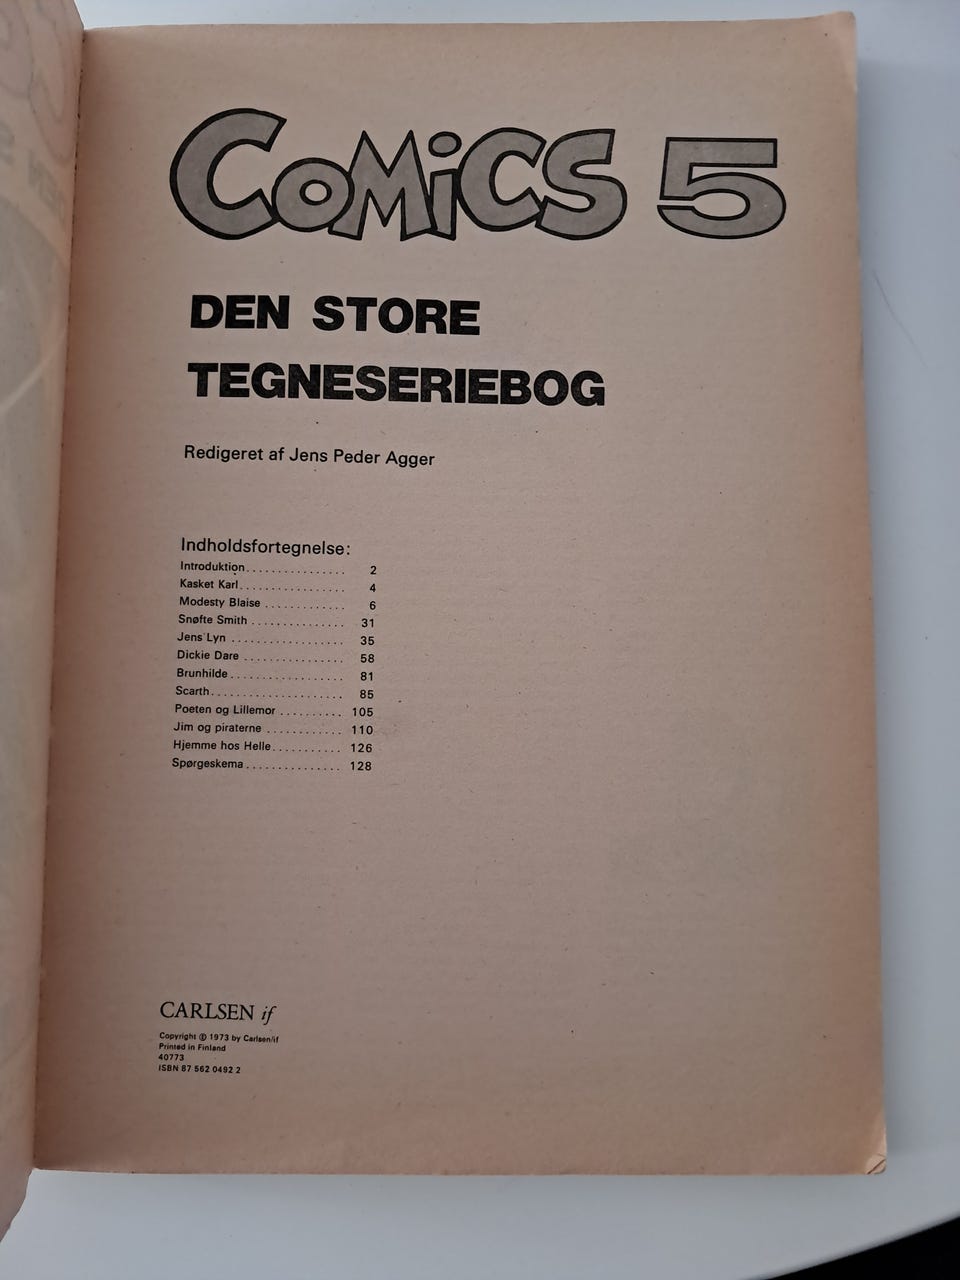 COMiCS 5
DEN STORE
TEGNESERIEBOG
Redigeret af Jens Peder Agger
Indholdsfortegnelse:
Introduktion................ 2
Kasket Karl................. 4
Modesty Blaise ............. 6
Snøfte Smith ............... 31
Jens Lyn .................. 35
Dickie Dare ................ 58
Brunhilde.................. 81
Scarth..................... 85
Poeten og Lillemor .......... 105
Jim og piraterne ............ 110
Hjemme hos Helle........... 126
Spørgeskema............... 128
CARLSEN if
Copyright © 1973 by Carlsen/if
Printed in Finland
40773
ISBN 87 562 0492 2